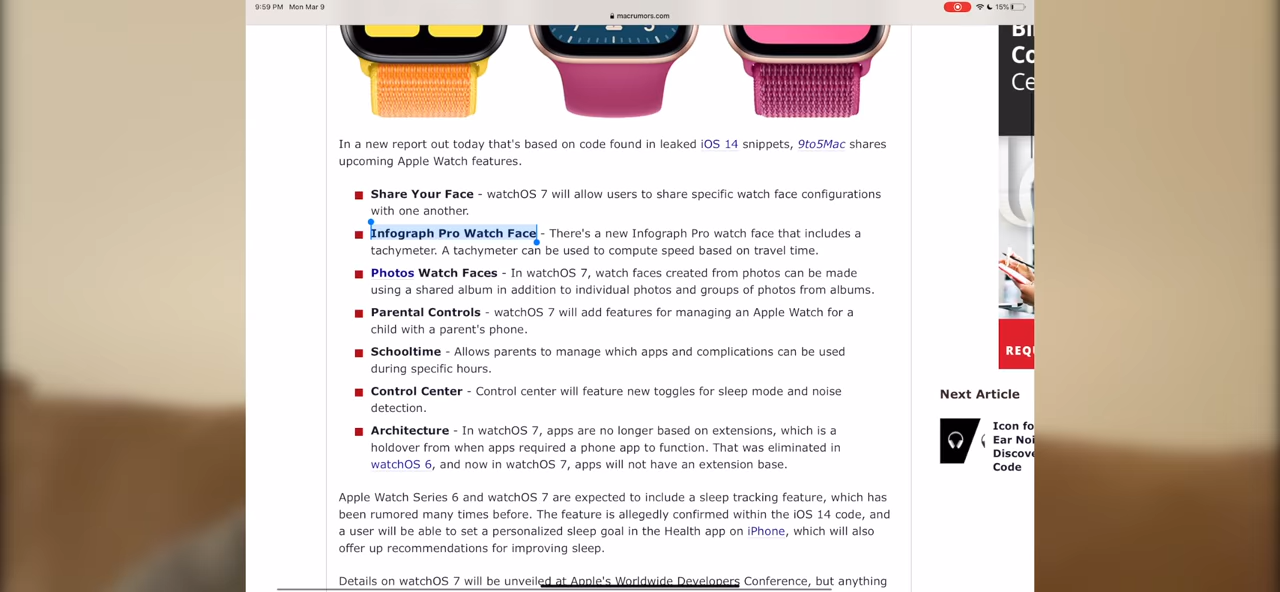 9:59 PM Mon Mar 9
15%
macrumors.com
In a new report out today that's based on code found in leaked iOS 14 snippets, 9to5Mac shares
upcoming Apple Watch features.
Share Your Face - watchOS 7 will allow users to share specific watch face configurations
with one another.
Infograph Pro Watch Face - There's a new Infograph Pro watch face that includes a
tachymeter. A tachymeter can be used to compute speed based on travel time.
Photos Watch Faces - In watchOS 7, watch faces created from photos can be made
using a shared album in addition to individual photos and groups of photos from albums.
Parental Controls - watchOS 7 will add features for managing an Apple Watch for a
child with a parent's phone.
Schooltime - Allows parents to manage which apps and complications can be used
during specific hours.
Control Center - Control center will feature new toggles for sleep mode and noise
detection.
Architecture - In watchOS 7, apps are no longer based on extensions, which is a
holdover from when apps required a phone app to function. That was eliminated in
watchOS 6, and now in watchOS 7, apps will not have an extension base.
Apple Watch Series 6 and watchOS 7 are expected to include a sleep tracking feature, which has
been rumored many times before. The feature is allegedly confirmed within the iOS 14 code, and
a user will be able to set a personalized sleep goal in the Health app on iPhone, which will also
offer up recommendations for improving sleep.
Details on watchOS 7 will be unveiled at Apple's Worldwide Developers Conference, but anything
Co
Ce
REQU
Next Article
Icon fo
Ear Noi
Discove
Code